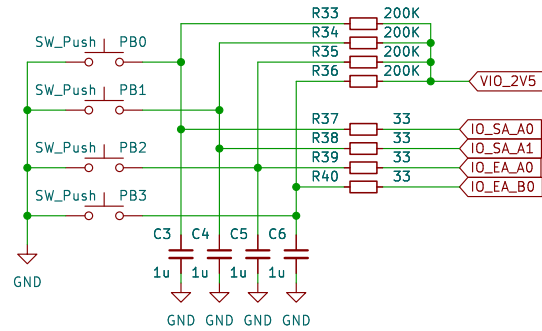 R33 200K
SW_Push PB0 R34 200K
R35 200K
R36 200K
VIO_2V5
SW_Push PB1
R37 33 IO_SA_A0
R38 33 IO_SA_A1
SW_Push PB2 R39 33 IO_EA_A0
R40 33 IO_EA_B0
SW_Push PB3
C3 C4 C5 C6
1u 1u 1u 1u
GND
GND GND GND GND